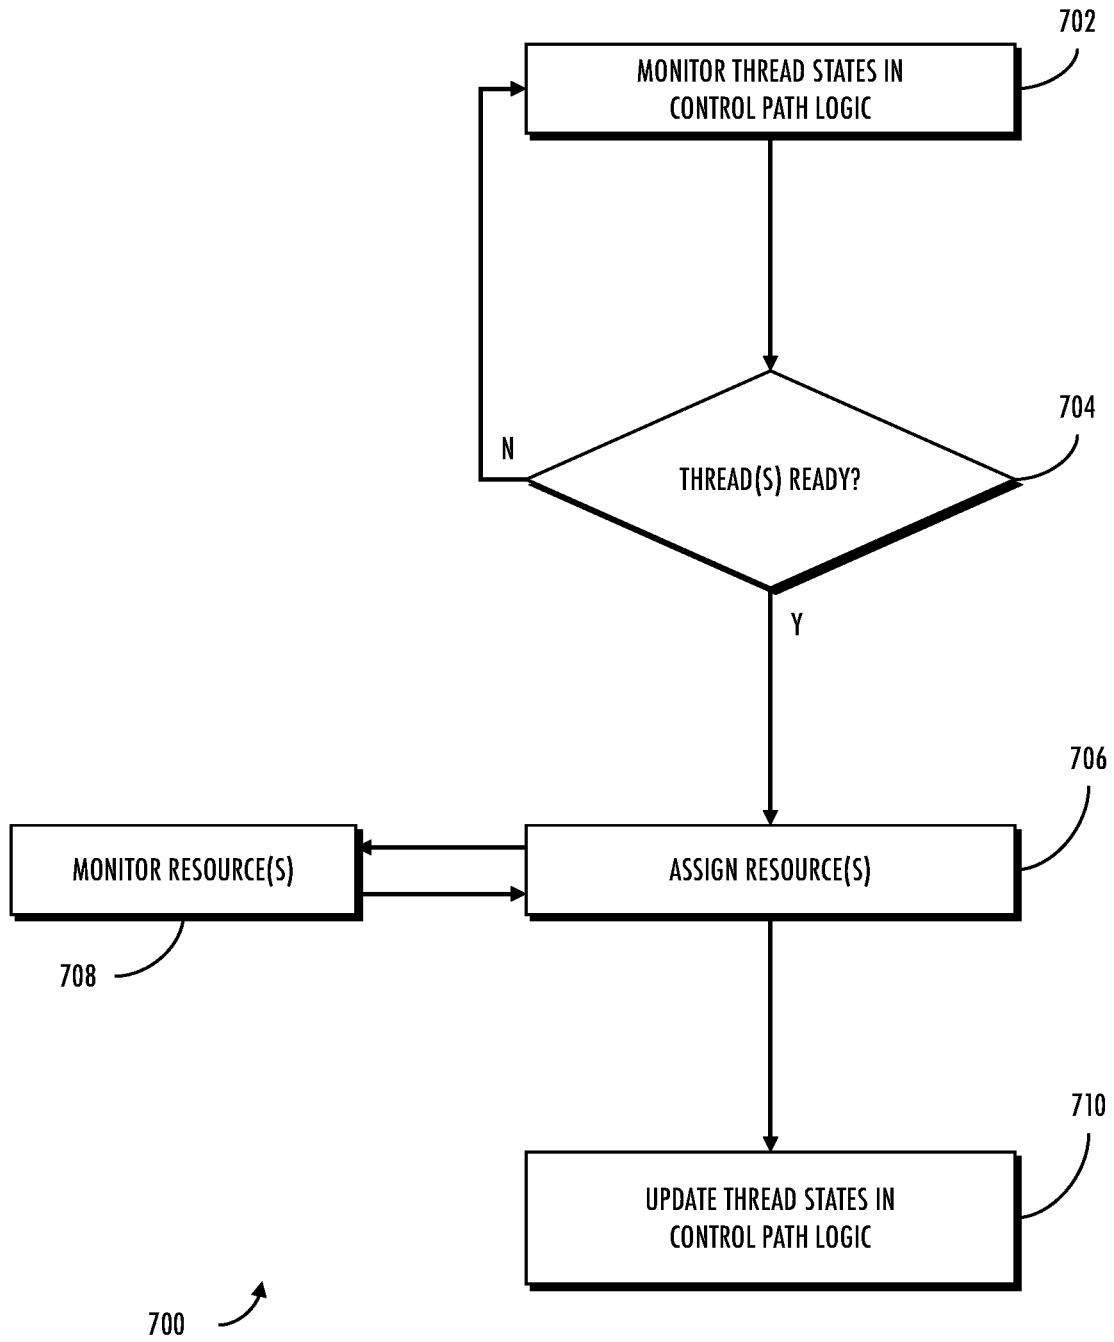 702
MONITOR THREAD STATES IN
CONTROL PATH LOGIC
704
N
THREAD(S) READY?
Y
706
MONITOR RESOURCE(S)
ASSIGN RESOURCE(S)
708
710
UPDATE THREAD STATES IN
CONTROL PATH LOGIC
700